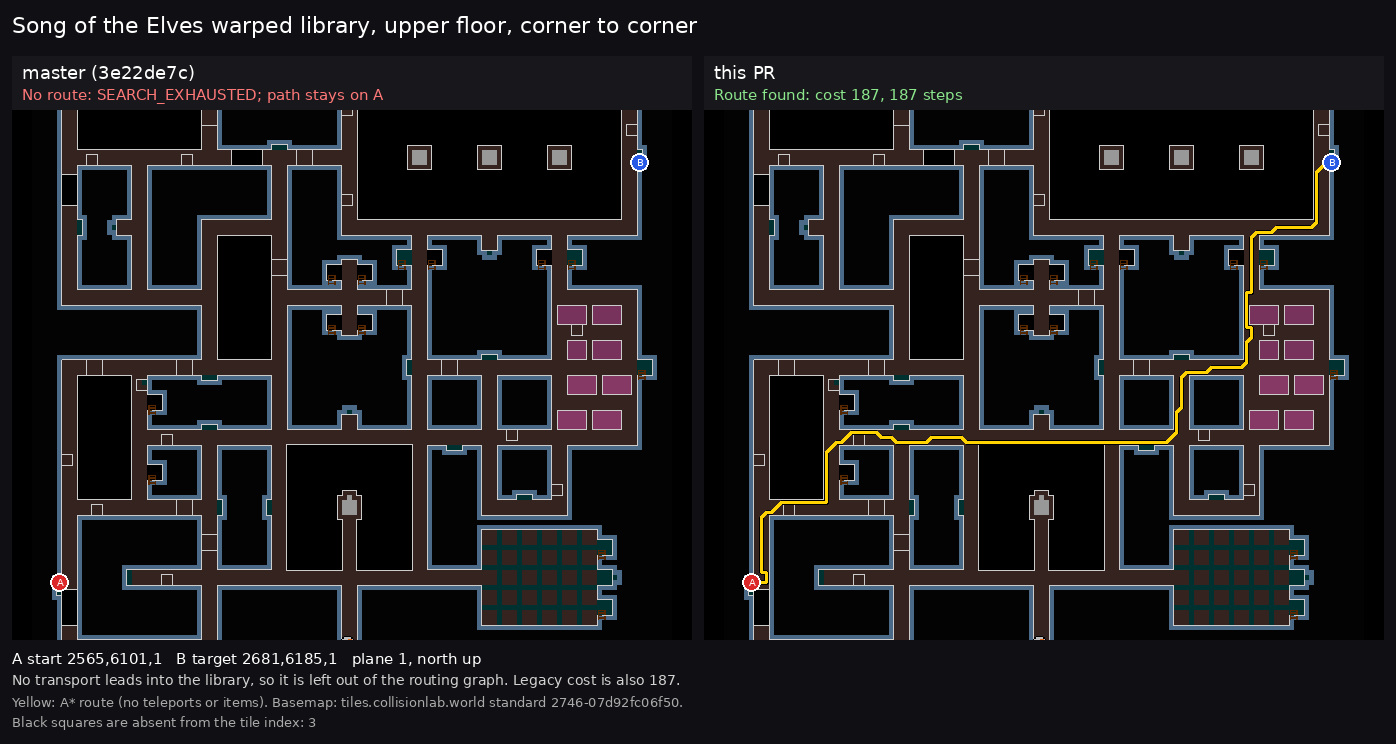 Song of the Elves warped library, upper floor, corner to corner
master (3e22de7c)
No route: SEARCH_EXHAUSTED; path stays on A
this PR
Route found: cost 187, 187 steps
B
B
A
A
A start 2565,6101,1   B target 2681,6185,1   plane 1, north up
No transport leads into the library, so it is left out of the routing graph. Legacy cost is also 187.
Yellow: A* route (no teleports or items). Basemap: tiles.collisionlab.world standard 2746-07d92fc06f50.
Black squares are absent from the tile index: 3